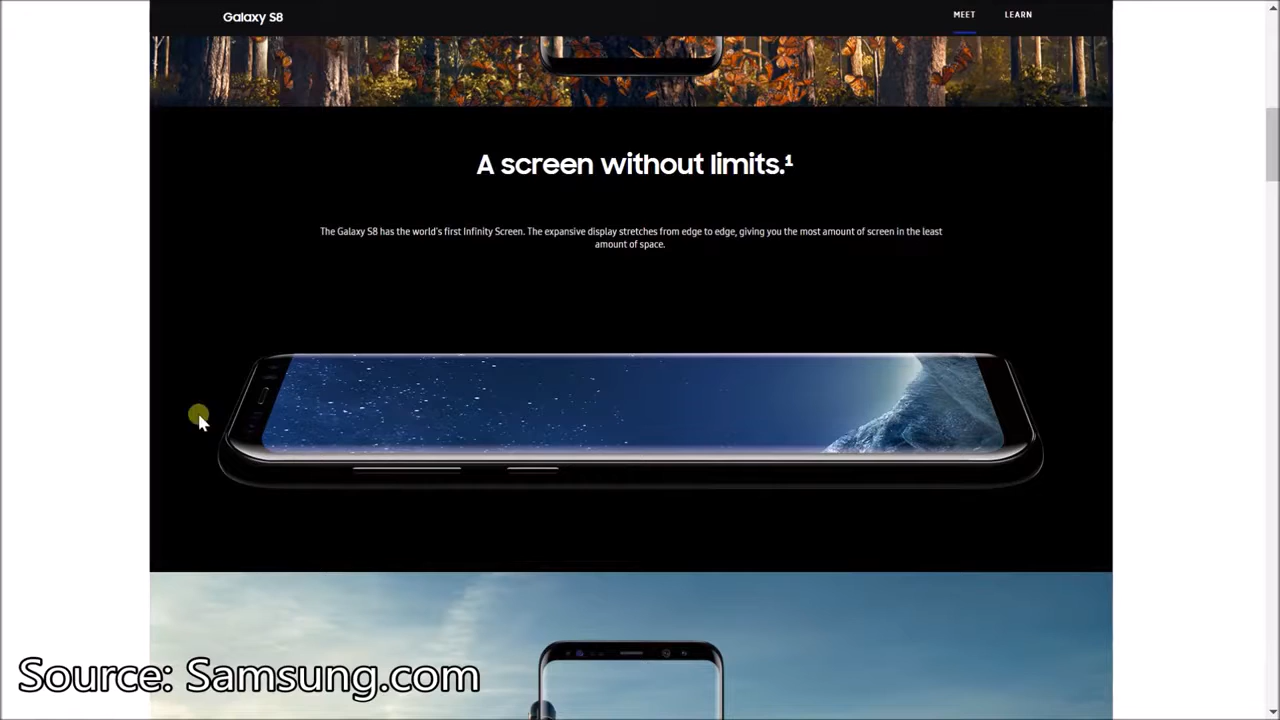 Galaxy S8
MEET LEARN
A screen without limits.¹
The Galaxy S8 has the world's first Infinity Screen. The expansive display stretches from edge to edge, giving you the most amount of screen in the least
amount of space.
Source: Samsung.com